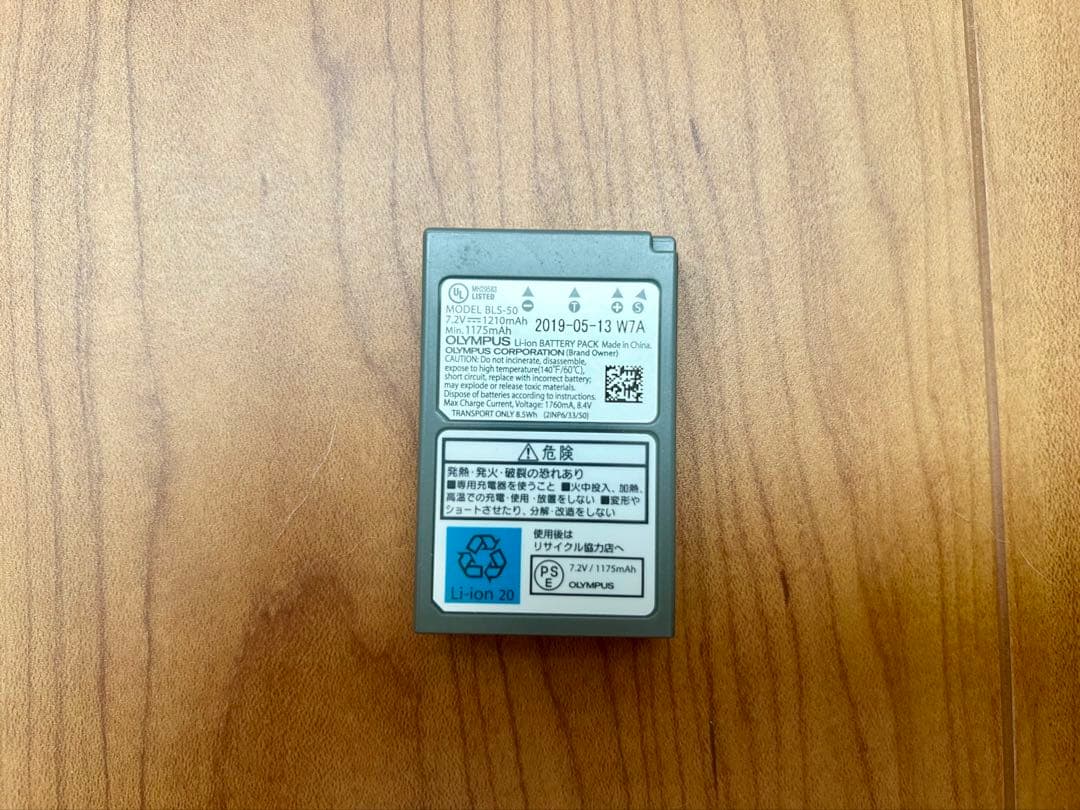 UL MH29583
LISTED
MODEL BLS-50
7.2V⎓1210mAh
Min. 1175mAh
− T + S
2019-05-13 W7A
OLYMPUS Li-ion BATTERY PACK Made in China.
OLYMPUS CORPORATION (Brand Owner)
CAUTION: Do not incinerate, disassemble,
expose to high temperature(140°F/60°C),
short circuit, replace with incorrect battery;
may explode or release toxic materials.
Dispose of batteries according to instructions.
Max Charge Current, Voltage: 1760mA, 8.4V
TRANSPORT ONLY 8.5Wh (2INP6/33/50)
危険
発熱・発火・破裂の恐れあり
■専用充電器を使うこと ■火中投入、加熱、
高温での充電・使用・放置をしない ■変形や
ショートさせたり、分解・改造をしない
使用後は
リサイクル協力店へ
Li-ion 20
PSE 7.2V / 1175mAh
OLYMPUS